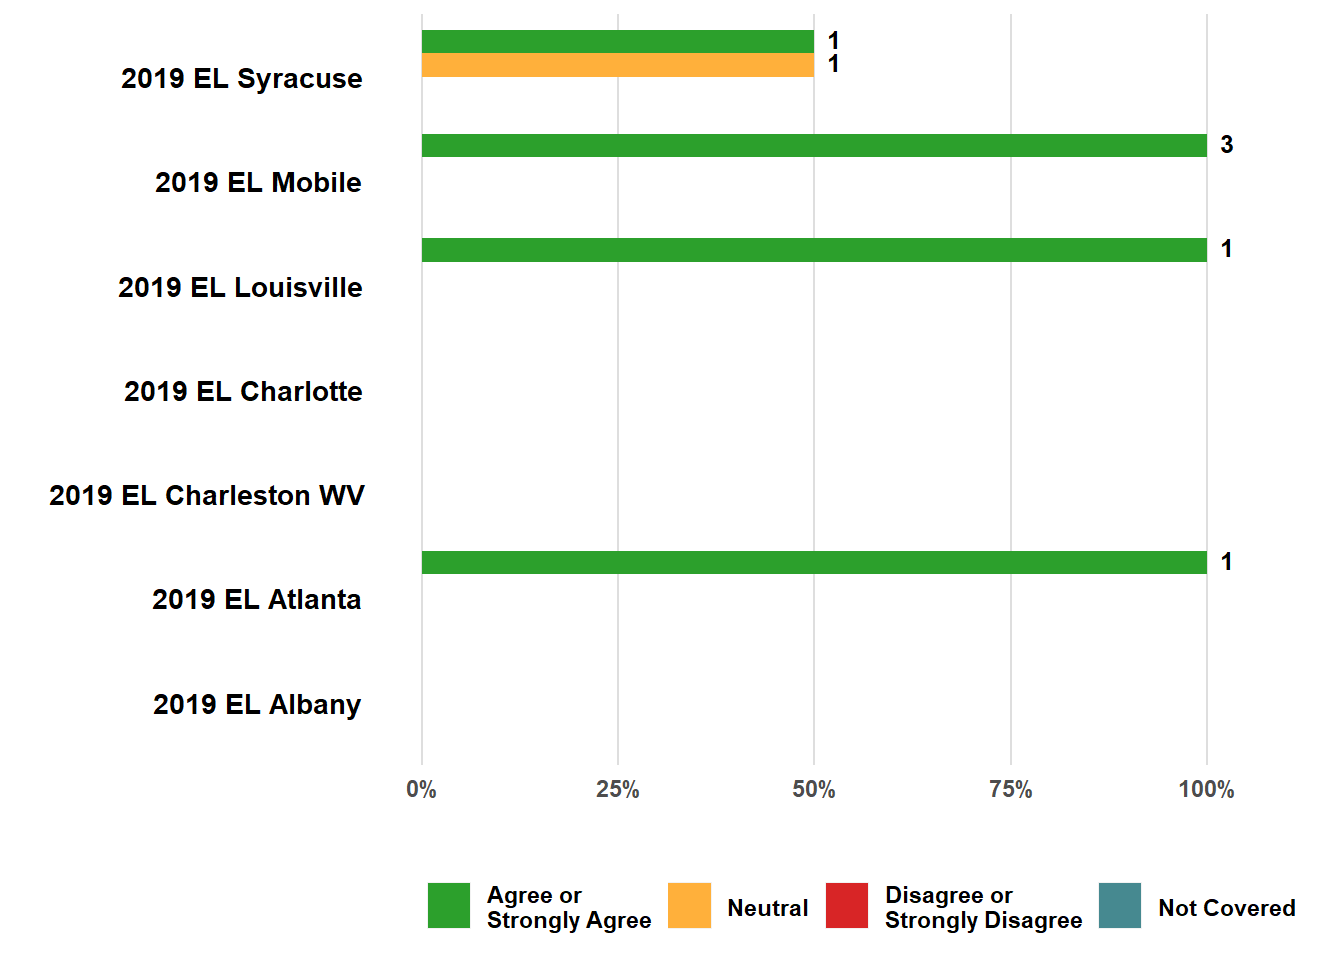 1
1
2019 EL Syracuse
3
2019 EL Mobile
1
2019 EL Louisville
2019 EL Charlotte
2019 EL Charleston WV
1
2019 EL Atlanta
2019 EL Albany
0% 25% 50% 75% 100%
Agree or
Strongly Agree
Neutral
Disagree or
Strongly Disagree
Not Covered